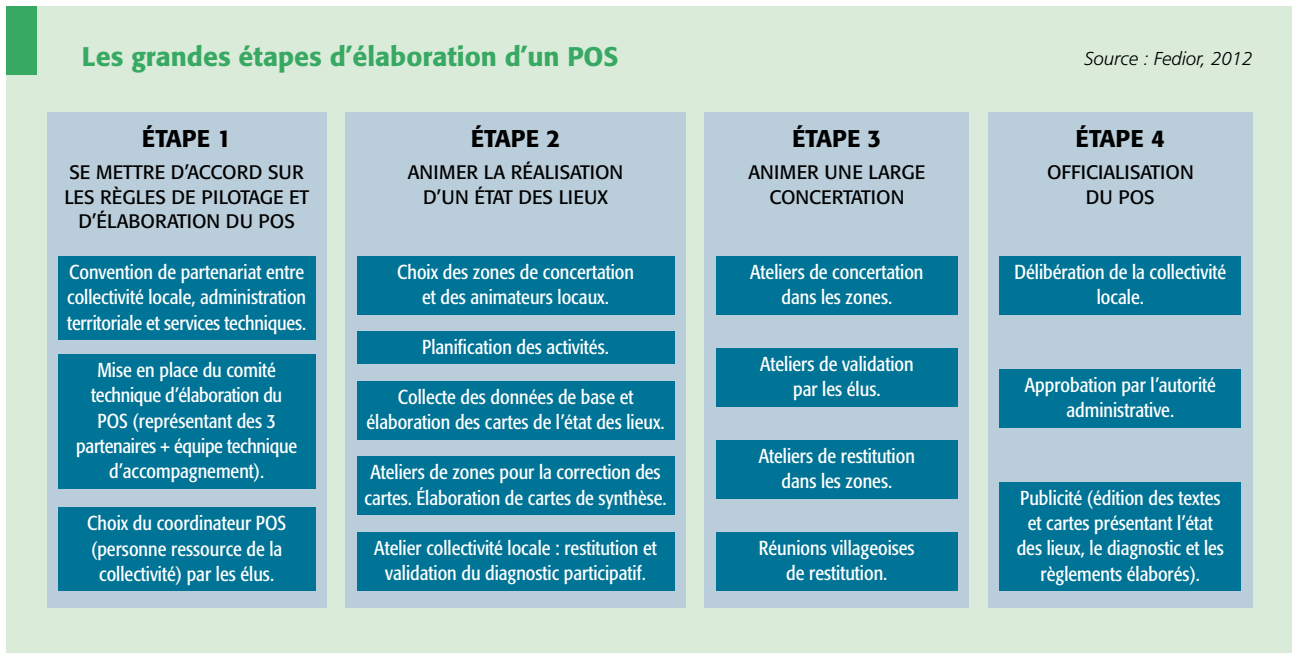 Les grandes étapes d'élaboration d'un POS
Source : Fedior, 2012
ÉTAPE 1
SE METTRE D'ACCORD SUR
LES RÈGLES DE PILOTAGE ET
D'ÉLABORATION DU POS
Convention de partenariat entre
collectivité locale, administration
territoriale et services techniques.
Mise en place du comité
technique d'élaboration du
POS (représentant des 3
partenaires + équipe technique
d'accompagnement).
Choix du coordinateur POS
(personne ressource de la
collectivité) par les élus.
ÉTAPE 2
ANIMER LA RÉALISATION
D'UN ÉTAT DES LIEUX
Choix des zones de concertation
et des animateurs locaux.
Planification des activités.
Collecte des données de base et
élaboration des cartes de l'état des lieux.
Ateliers de zones pour la correction des
cartes. Élaboration de cartes de synthèse.
Atelier collectivité locale : restitution et
validation du diagnostic participatif.
ÉTAPE 3
ANIMER UNE LARGE
CONCERTATION
Ateliers de concertation
dans les zones.
Ateliers de validation
par les élus.
Ateliers de restitution
dans les zones.
Réunions villageoises
de restitution.
ÉTAPE 4
OFFICIALISATION
DU POS
Délibération de la collectivité
locale.
Approbation par l'autorité
administrative.
Publicité (édition des textes
et cartes présentant l'état
des lieux, le diagnostic et les
règlements élaborés).